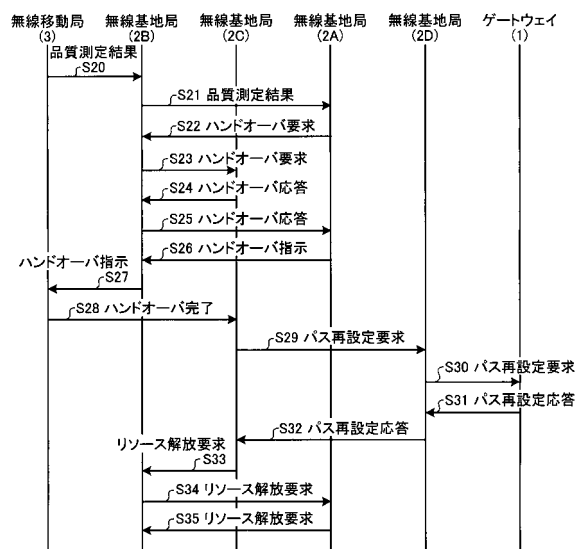 無線移動局 無線基地局 無線基地局 無線基地局 無線基地局 ゲートウェイ
(3) (2B) (2C) (2A) (2D) (1)
品質測定結果
S20
S21 品質測定結果
S22 ハンドオーバ要求
S23 ハンドオーバ要求
S24 ハンドオーバ応答
S25 ハンドオーバ応答
S26 ハンドオーバ指示
ハンドオーバ指示
S27
S28 ハンドオーバ完了
S29 パス再設定要求
S30 パス再設定要求
S31 パス再設定応答
S32 パス再設定応答
リソース解放要求
S33
S34 リソース解放要求
S35 リソース解放要求